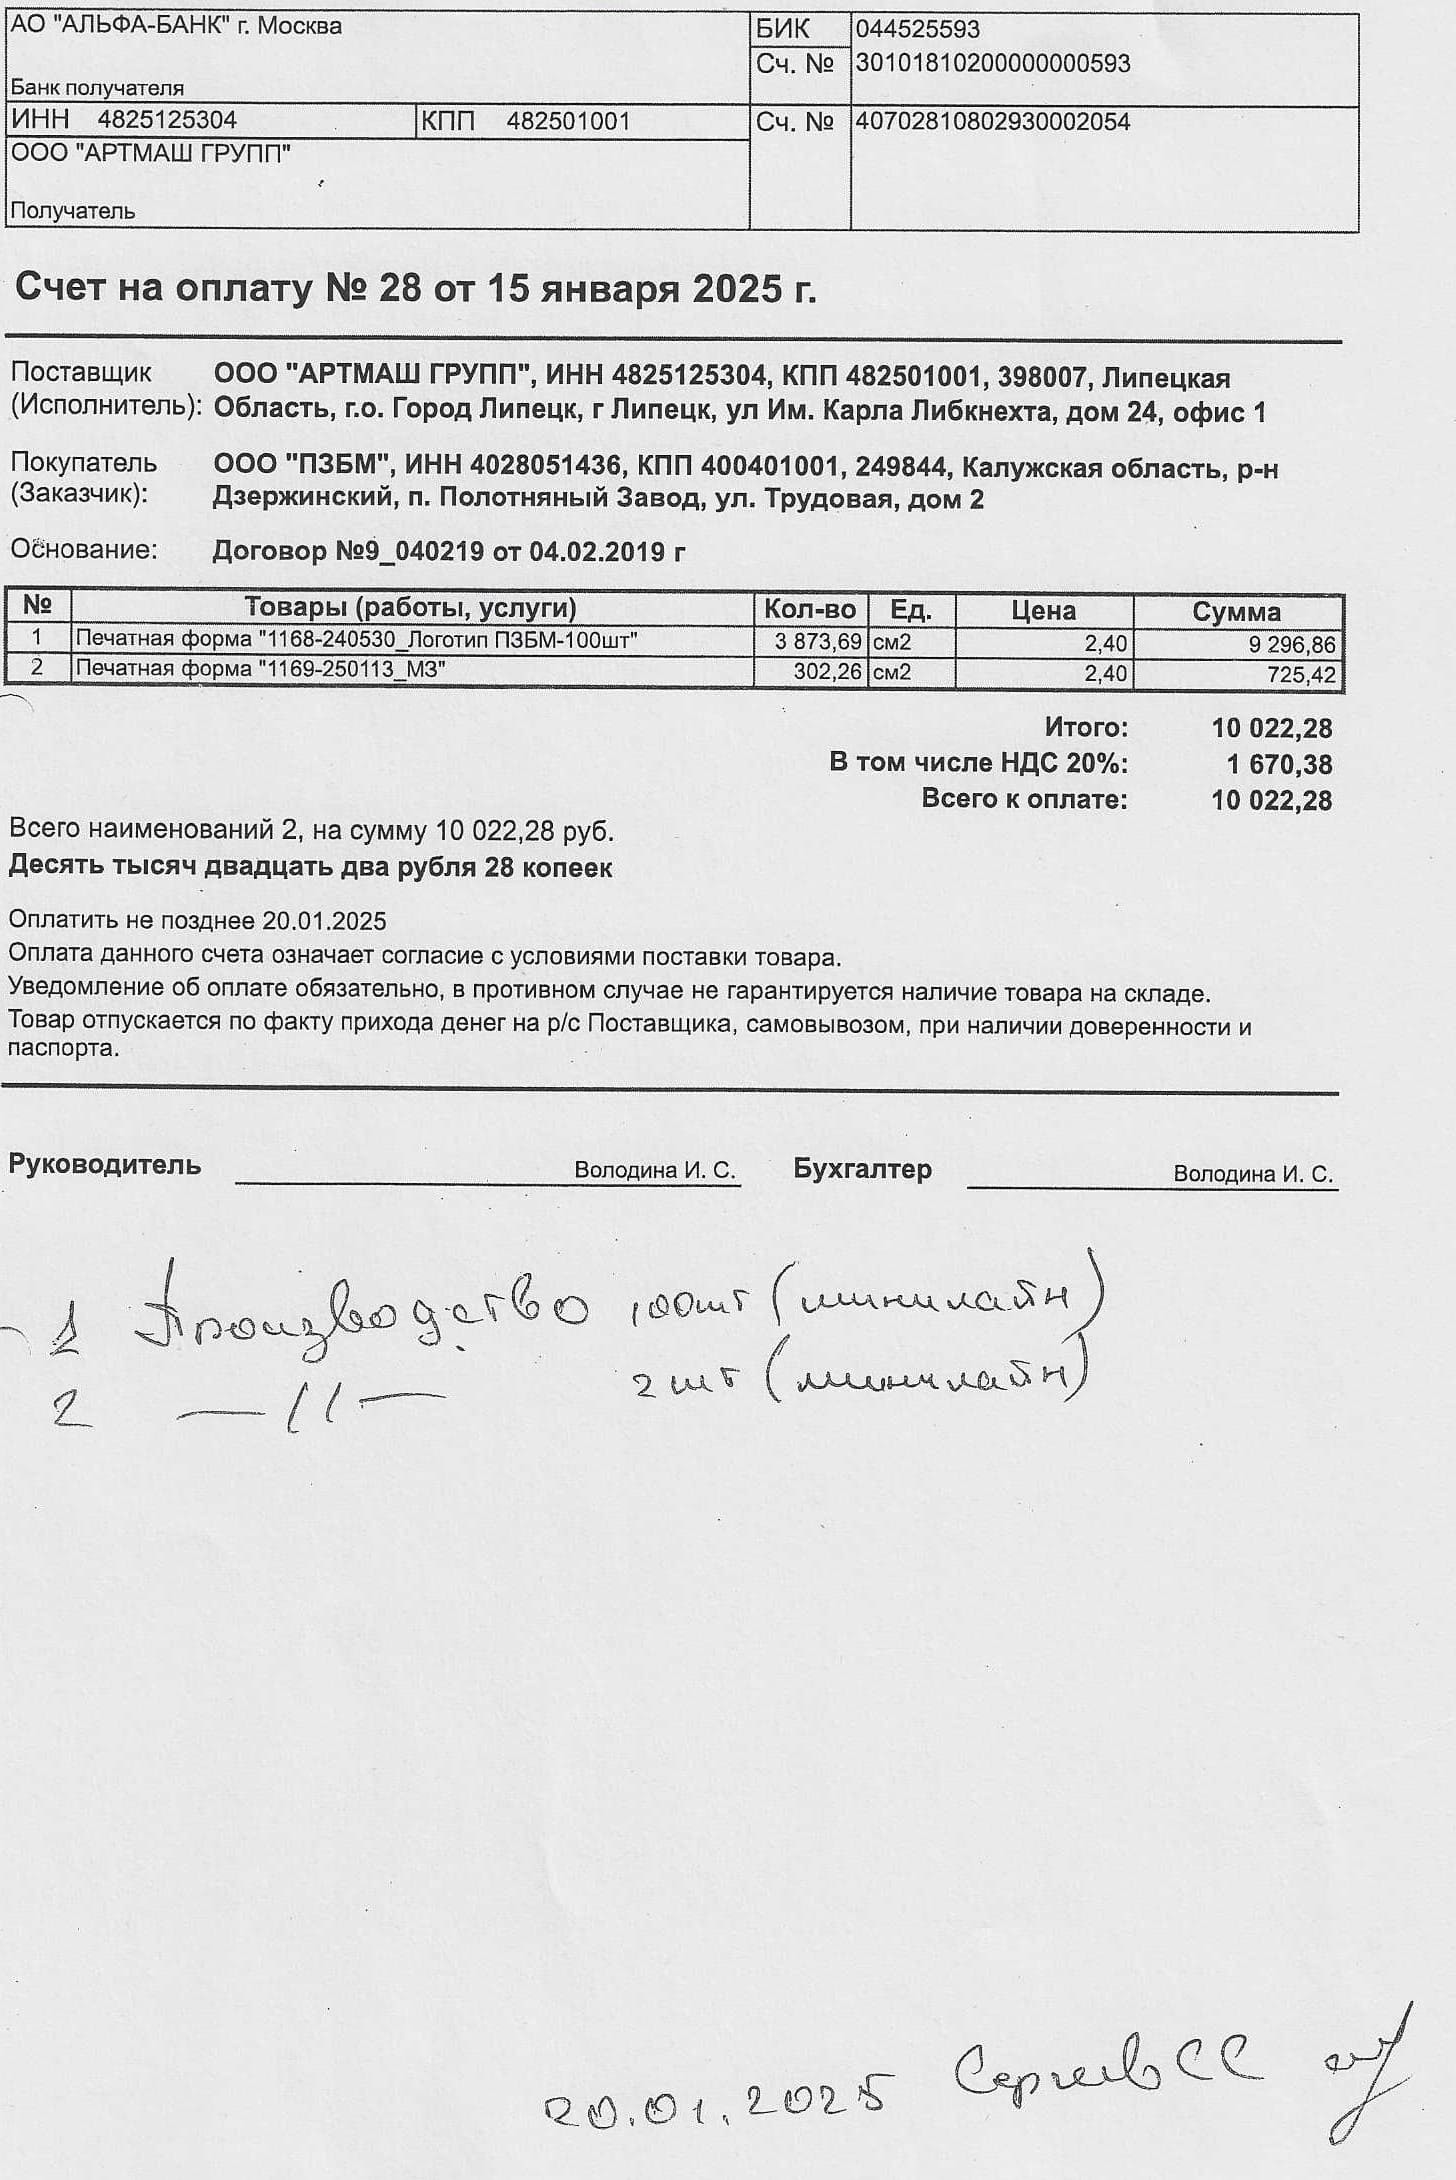 АО "АЛЬФА-БАНК" г. Москва
БИК 044525593
Сч. № 30101810200000000593
Банк получателя
ИНН 4825125304 КПП 482501001 Сч. № 40702810802930002054
ООО "АРТМАШ ГРУПП"
Получатель
Счет на оплату № 28 от 15 января 2025 г.
Поставщик ООО "АРТМАШ ГРУПП", ИНН 4825125304, КПП 482501001, 398007, Липецкая
(Исполнитель): Область, г.о. Город Липецк, г Липецк, ул Им. Карла Либкнехта, дом 24, офис 1
Покупатель ООО "ПЗБМ", ИНН 4028051436, КПП 400401001, 249844, Калужская область, р-н
(Заказчик): Дзержинский, п. Полотняный Завод, ул. Трудовая, дом 2
Основание: Договор №9_040219 от 04.02.2019 г
№ Товары (работы, услуги) Кол-во Ед. Цена Сумма
1 Печатная форма "1168-240530_Логотип ПЗБМ-100шт" 3 873,69 см2 2,40 9 296,86
2 Печатная форма "1169-250113_МЗ" 302,26 см2 2,40 725,42
Итого: 10 022,28
В том числе НДС 20%: 1 670,38
Всего к оплате: 10 022,28
Всего наименований 2, на сумму 10 022,28 руб.
Десять тысяч двадцать два рубля 28 копеек
Оплатить не позднее 20.01.2025
Оплата данного счета означает согласие с условиями поставки товара.
Уведомление об оплате обязательно, в противном случае не гарантируется наличие товара на складе.
Товар отпускается по факту прихода денег на р/с Поставщика, самовывозом, при наличии доверенности и
паспорта.
Руководитель Володина И. С. Бухгалтер Володина И. С.
1 Производство 100шт (минилайн)
2 —//— 2шт (минилайн)
20.01.2025 Сергеев СС